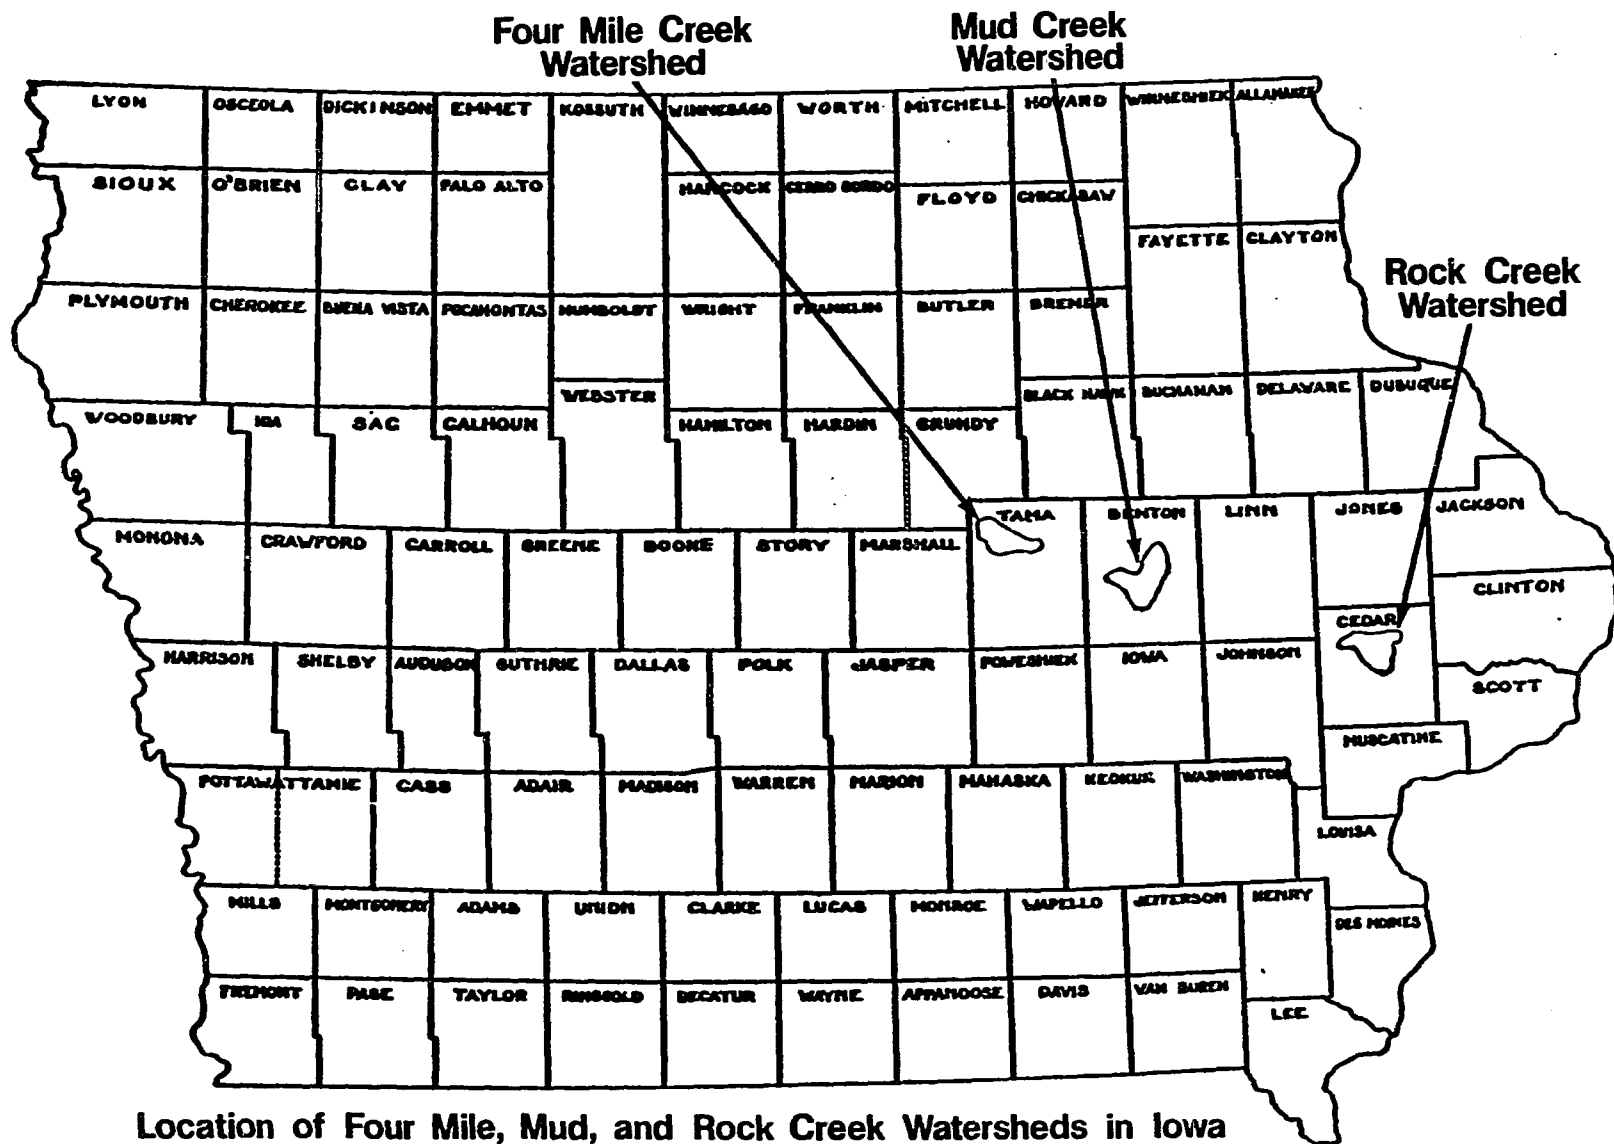 Four Mile Creek
Watershed
Mud Creek
Watershed
LYON OSCEOLA DICKINSON EMMET KOSSUTH WINNEBAGO WORTH MITCHELL HOWARD WINNESHIEK ALLAMAKEE
SIOUX O'BRIEN CLAY PALO ALTO HANCOCK CERRO GORDO FLOYD CHICKASAW
FAYETTE CLAYTON
Rock Creek
Watershed
PLYMOUTH CHEROKEE BUENA VISTA POCAHONTAS HUMBOLDT WRIGHT FRANKLIN BUTLER BREMER
WOODBURY IDA SAC CALHOUN WEBSTER HAMILTON HARDIN GRUNDY BLACK HAWK BUCHANAN DELAWARE DUBUQUE
TAMA BENTON LINN JONES JACKSON
MONONA CRAWFORD CARROLL GREENE BOONE STORY MARSHALL
CLINTON
CEDAR
HARRISON SHELBY AUDUBON GUTHRIE DALLAS POLK JASPER POWESHIEK IOWA JOHNSON
SCOTT
MUSCATINE
POTTAWATTAMIE CASS ADAIR MADISON WARREN MARION MAHASKA KEOKUK WASHINGTON
LOUISA
MILLS MONTGOMERY ADAMS UNION CLARKE LUCAS MONROE WAPELLO JEFFERSON HENRY
DES MOINES
FREMONT PAGE TAYLOR RINGGOLD DECATUR WAYNE APPANOOSE DAVIS VAN BUREN
LEE
Location of Four Mile, Mud, and Rock Creek Watersheds in Iowa